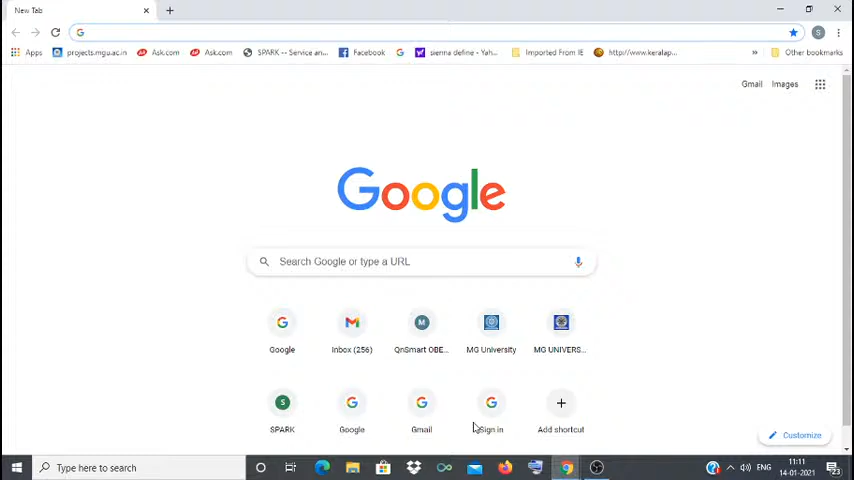 New Tab
projects.mgu.ac.in
Ask.com
Ask.com
SPARK -- Service an...
Facebook
sienna define - Yah...
Imported From IE
http://www.keralap...
»
Other bookmarks
Apps
S
Gmail
Images
Google
Search Google or type a URL
Google
Inbox (256)
M
QnSmart OBE...
MG University
MG UNIVERS...
S
SPARK
Google
Gmail
Sign in
Add shortcut
Customize
Type here to search
ENG
11:11
14-01-2021
23